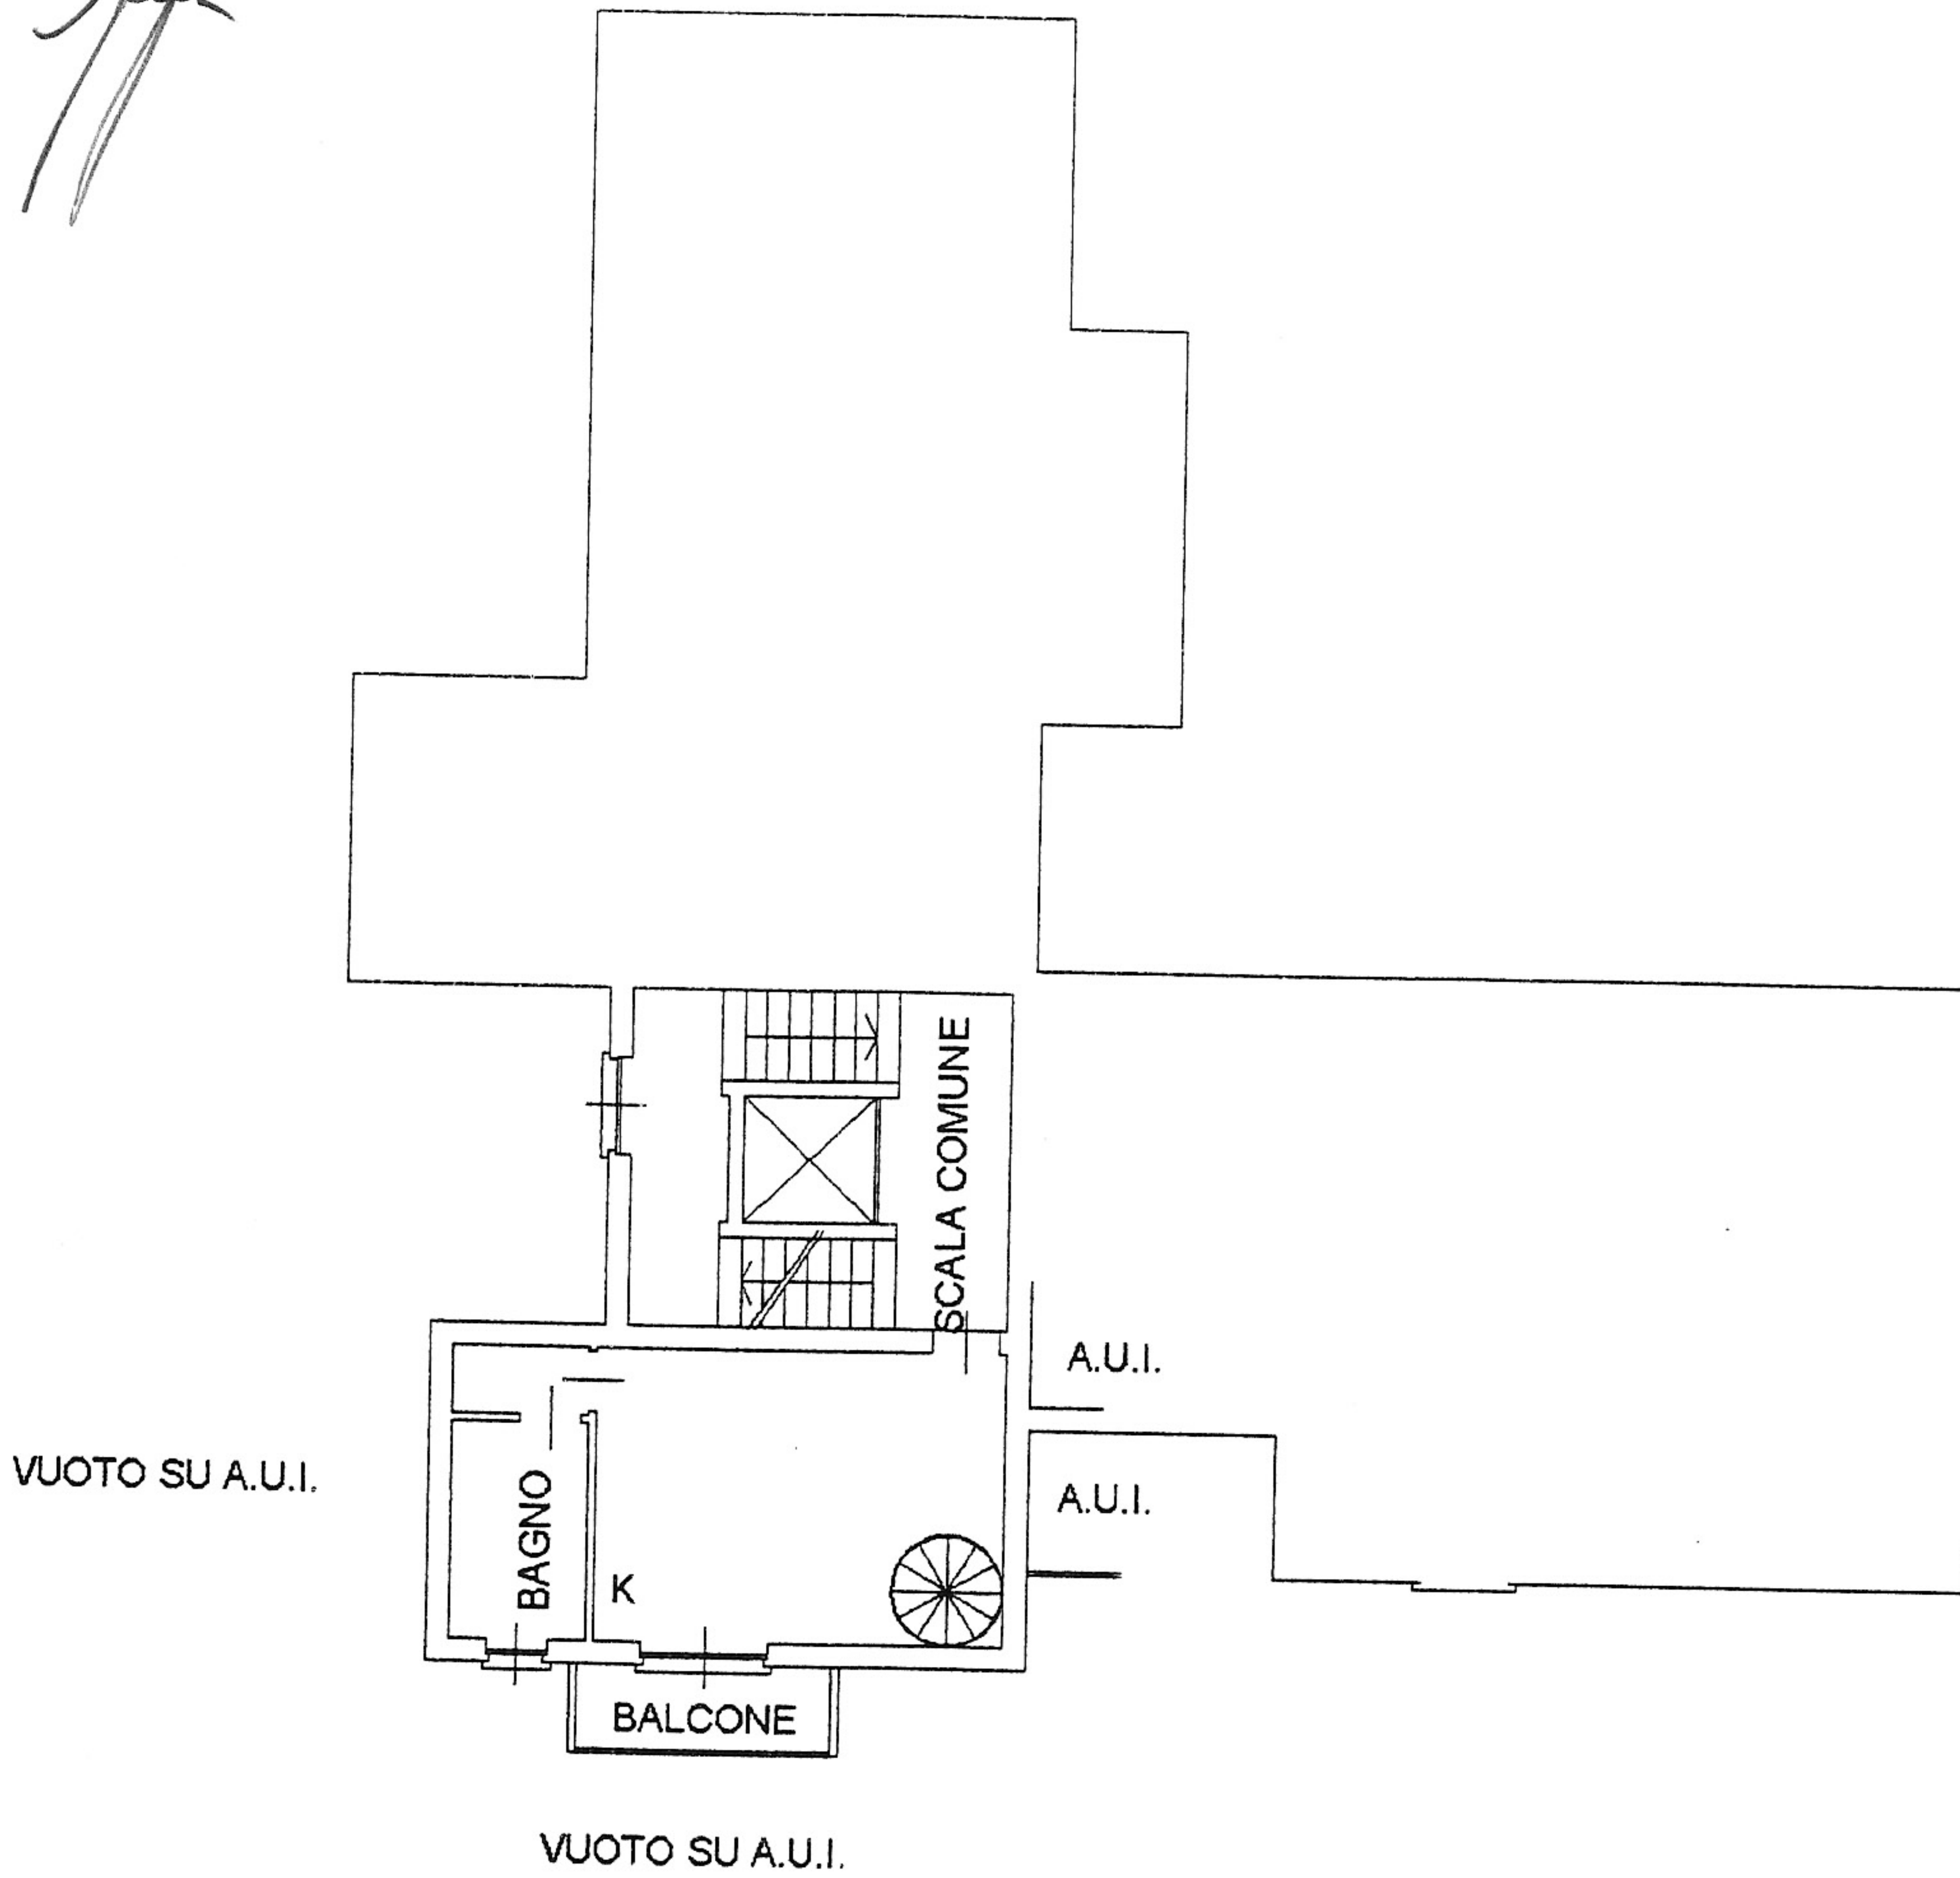 SCALA COMUNE
A.U.I.
VUOTO SU A.U.I.
BAGNO
A.U.I.
K
BALCONE
VUOTO SU A.U.I.